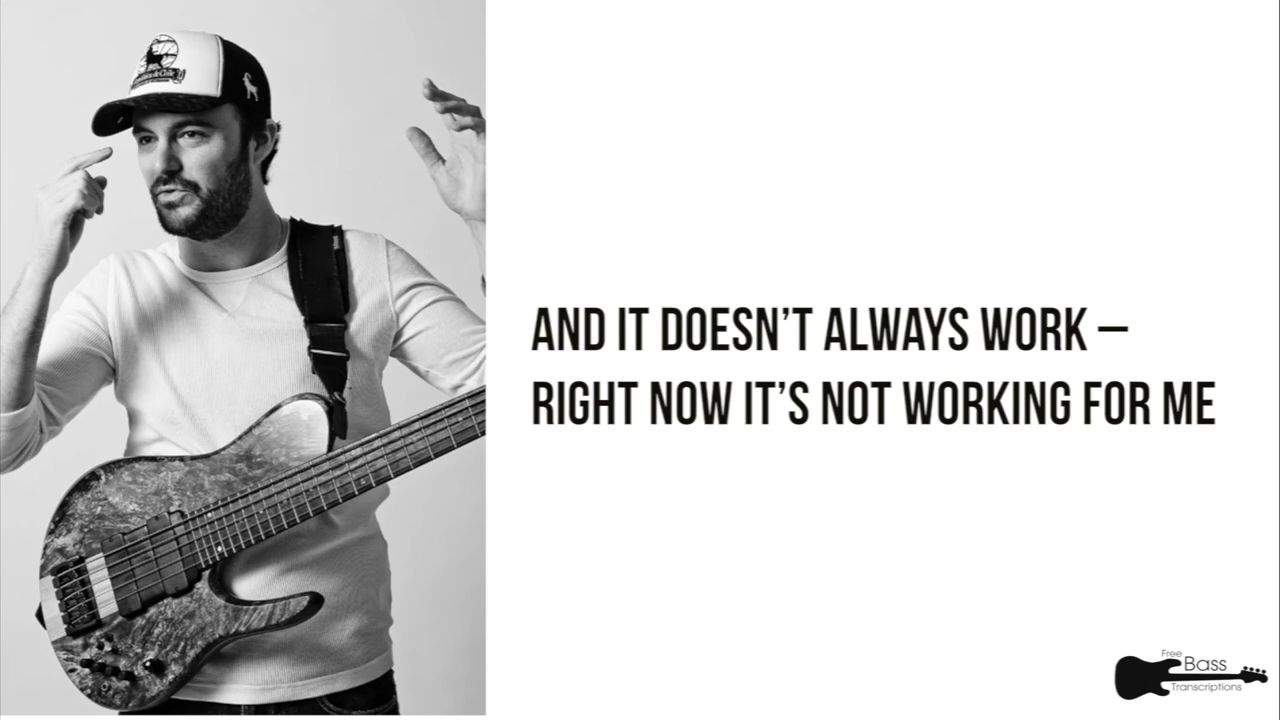 AND IT DOESN’T ALWAYS WORK –
RIGHT NOW IT’S NOT WORKING FOR ME
Free
Bass
Transcriptions